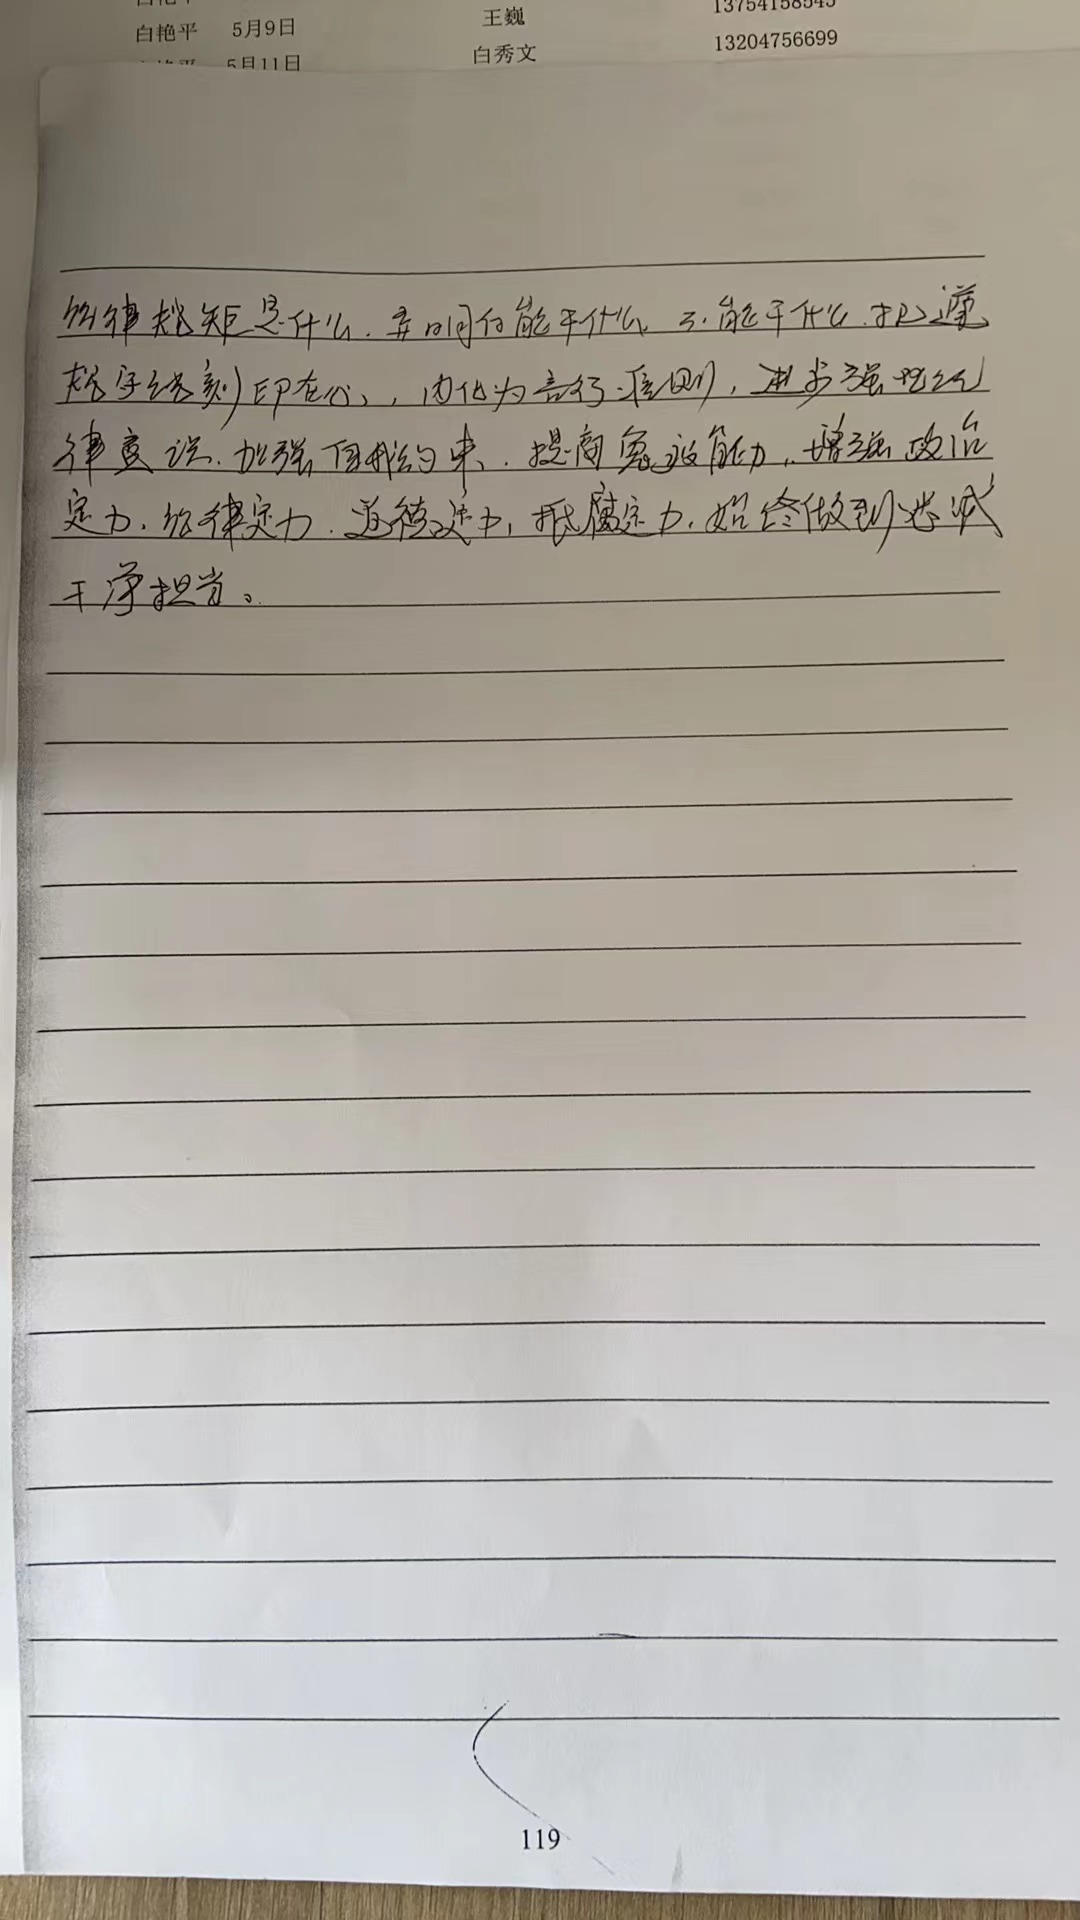 白艳平 5月9日 王巍 13754158545
白秀文 13204756699
5月11日
纪律规矩是什么、弄明白能干什么、不能干什么,把遵
规守纪刻印在心,内化为言行准则,进步强理纪
律意识、加强自我约束、提高免疫能力,增强政治
定力、纪律定力、道德定力,抵腐定力,始终做到忠诚
干净担当。
119